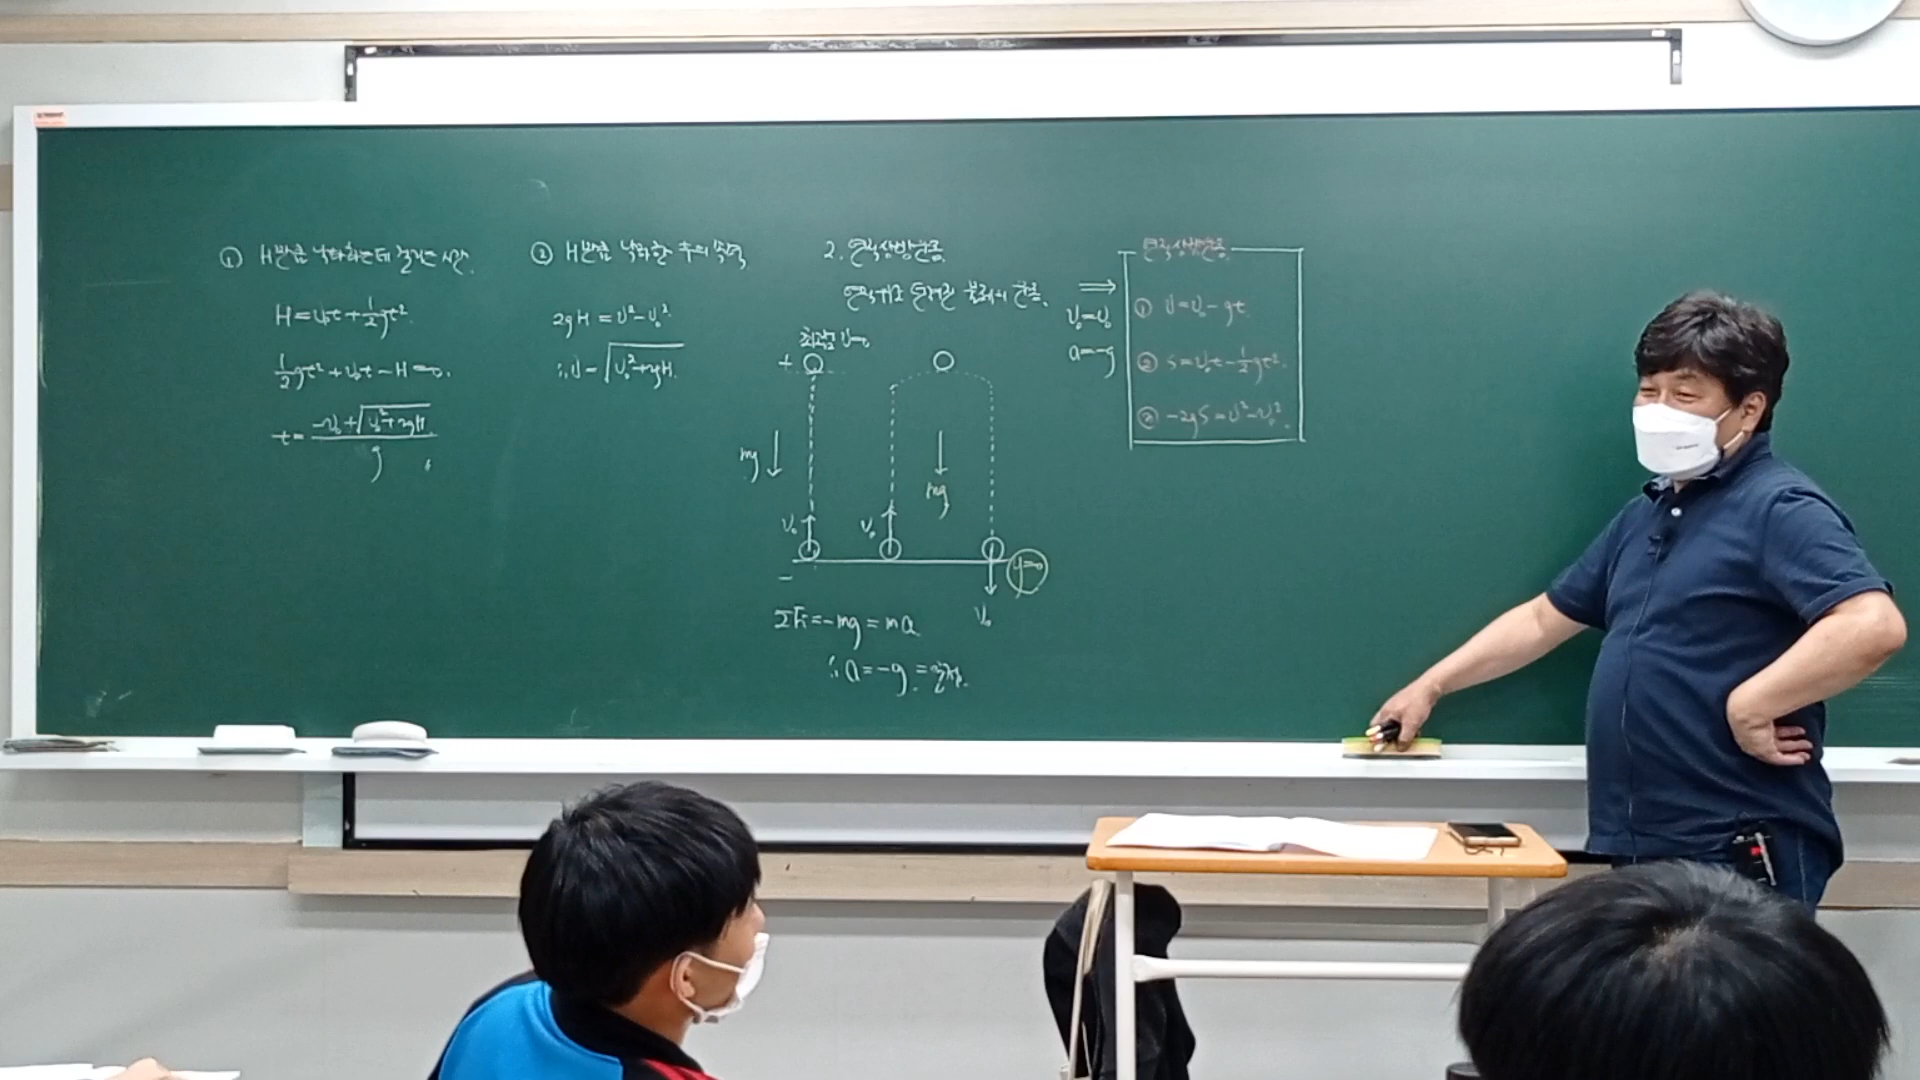 ① H만큼 낙하하는데 걸리는 시간.
H=v₀t+½gt².
½gt²+v₀t-H=0.
t=(-v₀+√(v₀²+2gH))/g.
② H만큼 낙하한 후의 속력
2gH=v²-v₀².
∴v=√(v₀²+2gH).
2. 연직상방운동.
연직위로 던져진 물체의 운동.
최고점 v=0
+
mg
v₀
v₀
mg
y=0
-
v₀
ΣF=-mg=ma.
∴a=-g.=일정.
⇒
v₀=v₀
a=-g
연직상방운동.
① v=v₀-gt.
② s=v₀t-½gt².
③ -2gs=v²-v₀².